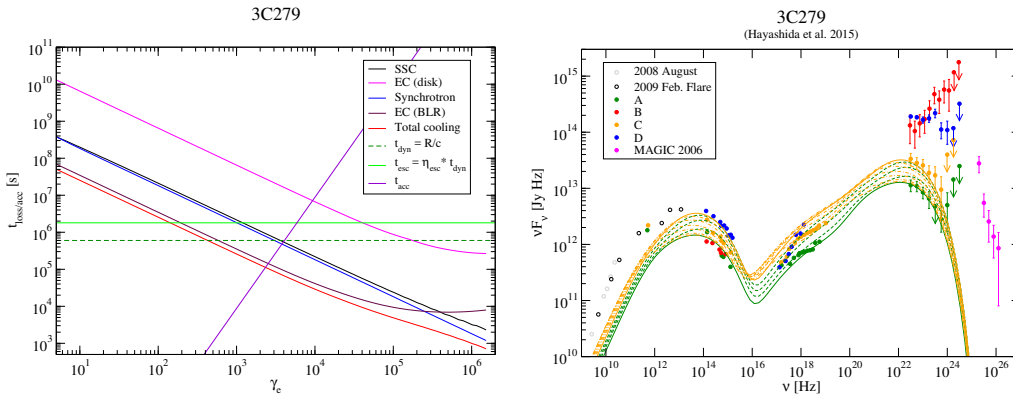 3C279
t_loss/acc [s]
10^11
10^10
10^9
10^8
10^7
10^6
10^5
10^4
10^3
SSC
EC (disk)
Synchrotron
EC (BLR)
Total cooling
t_dyn = R/c
t_esc = η_esc * t_dyn
t_acc
10^1
10^2
10^3
10^4
10^5
10^6
γ_e
3C279
(Hayashida et al. 2015)
νF_ν [Jy Hz]
10^15
10^14
10^13
10^12
10^11
10^10
2008 August
2009 Feb. Flare
A
B
C
D
MAGIC 2006
10^10
10^12
10^14
10^16
10^18
10^20
10^22
10^24
10^26
ν [Hz]